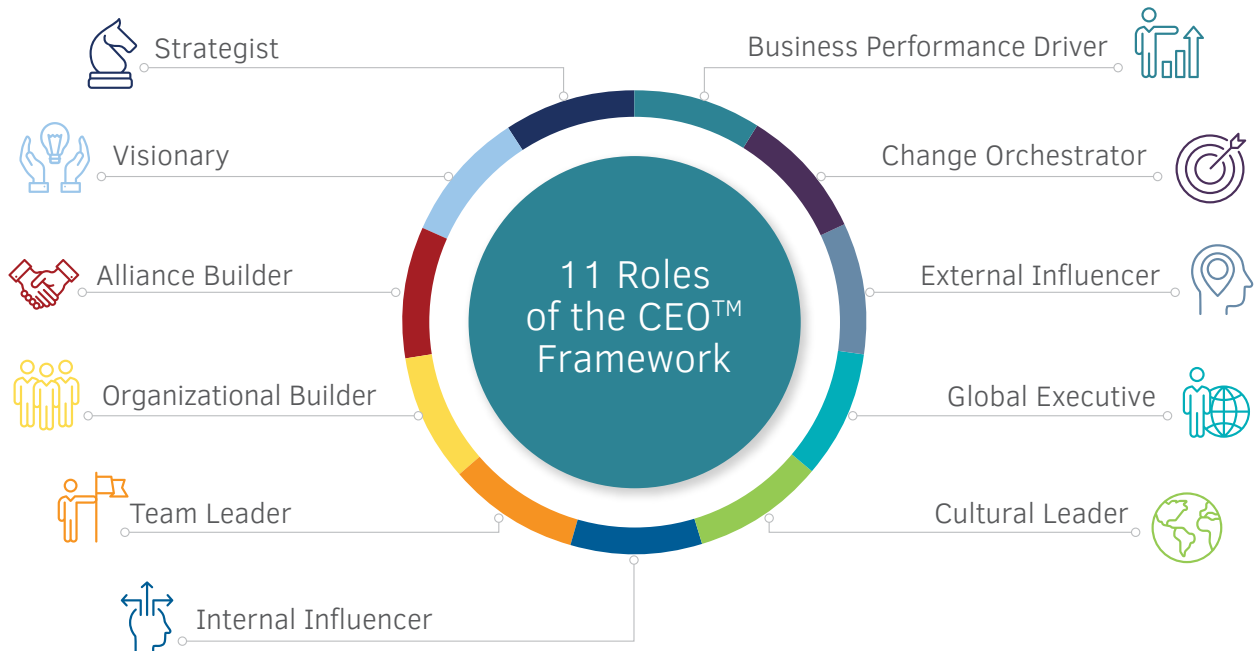 Strategist
Business Performance Driver
Visionary
Change Orchestrator
Alliance Builder
External Influencer
11 Roles
of the CEO™
Framework
Organizational Builder
Global Executive
Team Leader
Cultural Leader
Internal Influencer